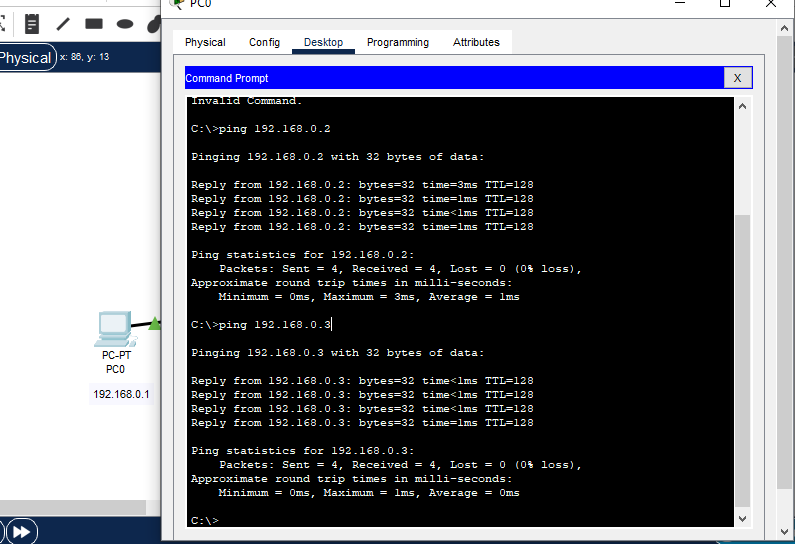 PC0
Physical Config Desktop Programming Attributes
Physical x: 86, y: 13
Command Prompt X
Invalid Command.
C:\>ping 192.168.0.2
Pinging 192.168.0.2 with 32 bytes of data:
Reply from 192.168.0.2: bytes=32 time=3ms TTL=128
Reply from 192.168.0.2: bytes=32 time=1ms TTL=128
Reply from 192.168.0.2: bytes=32 time<1ms TTL=128
Reply from 192.168.0.2: bytes=32 time=1ms TTL=128
Ping statistics for 192.168.0.2:
Packets: Sent = 4, Received = 4, Lost = 0 (0% loss),
Approximate round trip times in milli-seconds:
Minimum = 0ms, Maximum = 3ms, Average = 1ms
C:\>ping 192.168.0.3
Pinging 192.168.0.3 with 32 bytes of data:
Reply from 192.168.0.3: bytes=32 time<1ms TTL=128
Reply from 192.168.0.3: bytes=32 time<1ms TTL=128
Reply from 192.168.0.3: bytes=32 time<1ms TTL=128
Reply from 192.168.0.3: bytes=32 time=1ms TTL=128
Ping statistics for 192.168.0.3:
Packets: Sent = 4, Received = 4, Lost = 0 (0% loss),
Approximate round trip times in milli-seconds:
Minimum = 0ms, Maximum = 1ms, Average = 0ms
C:\>
PC-PT
PC0
192.168.0.1